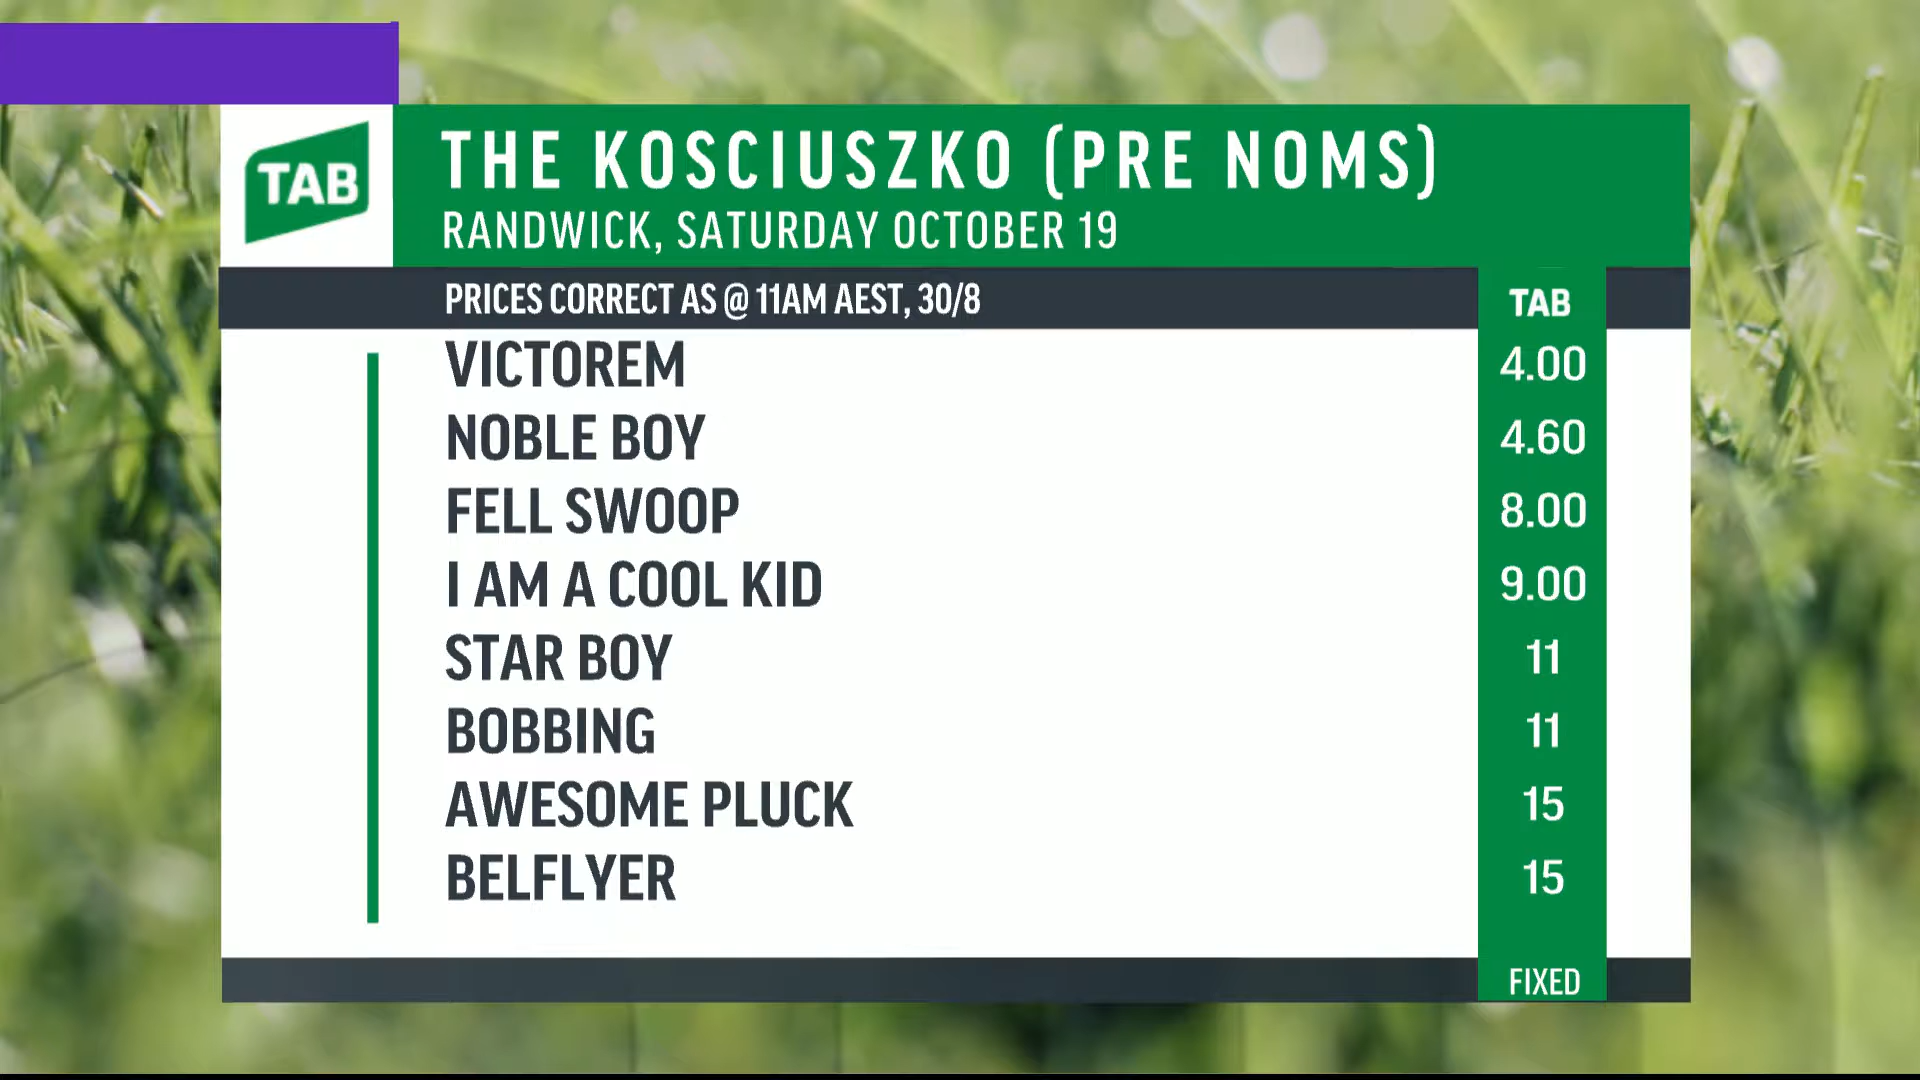 TAB
THE KOSCIUSZKO (PRE NOMS)
RANDWICK, SATURDAY OCTOBER 19
PRICES CORRECT AS @ 11AM AEST, 30/8 TAB
VICTOREM 4.00
NOBLE BOY 4.60
FELL SWOOP 8.00
I AM A COOL KID 9.00
STAR BOY 11
BOBBING 11
AWESOME PLUCK 15
BELFLYER 15
FIXED